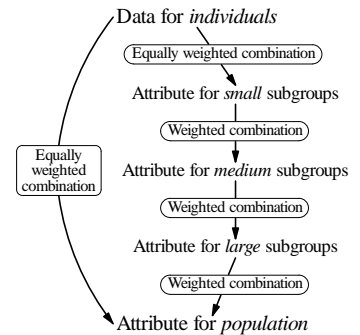 Data for individuals
Equally weighted combination
Attribute for small subgroups
Weighted combination
Attribute for medium subgroups
Equally
weighted
combination
Weighted combination
Attribute for large subgroups
Weighted combination
Attribute for population